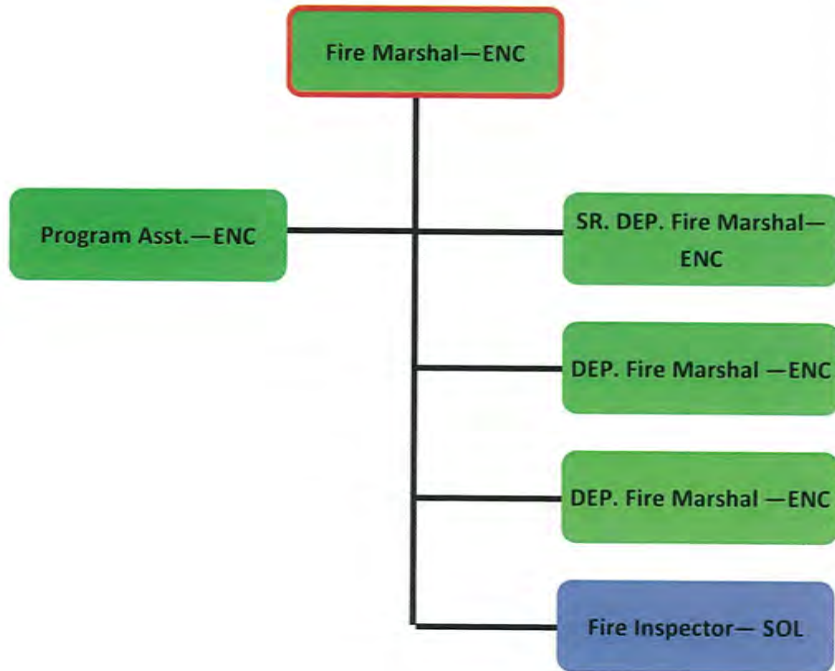 Fire Marshal—ENC
Program Asst.—ENC
SR. DEP. Fire Marshal—
ENC
DEP. Fire Marshal —ENC
DEP. Fire Marshal —ENC
Fire Inspector— SOL